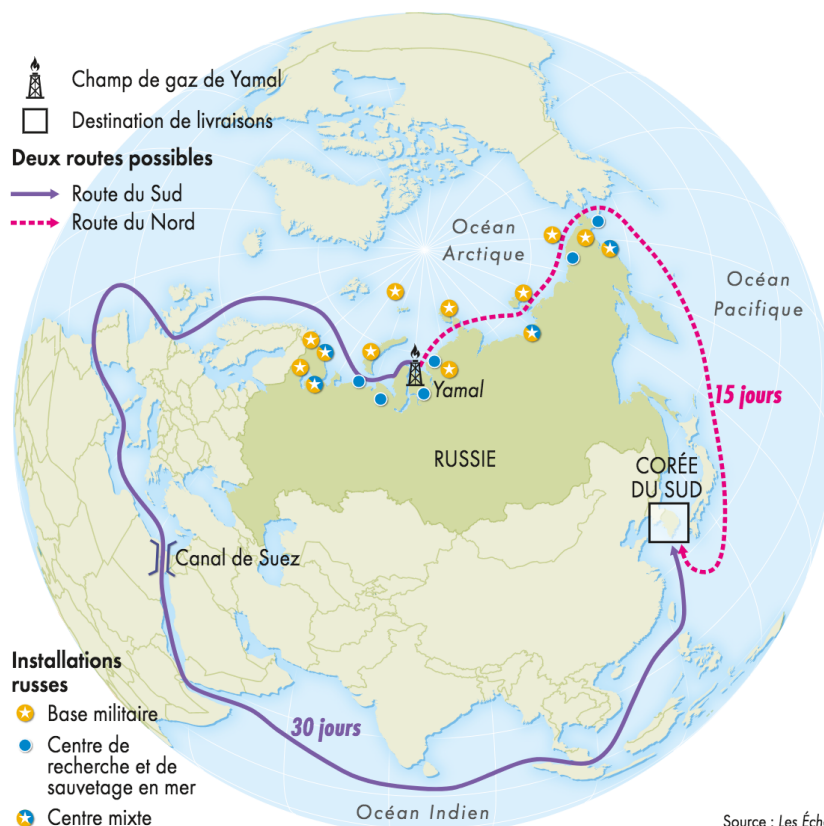 Champ de gaz de Yamal
Destination de livraisons
Deux routes possibles
Route du Sud
Route du Nord
Océan
Arctique
Océan
Pacifique
Yamal
15 jours
RUSSIE
CORÉE
DU SUD
Canal de Suez
Installations
russes
Base militaire
Centre de
recherche et de
sauvetage en mer
Centre mixte
30 jours
Océan Indien
Source : Les